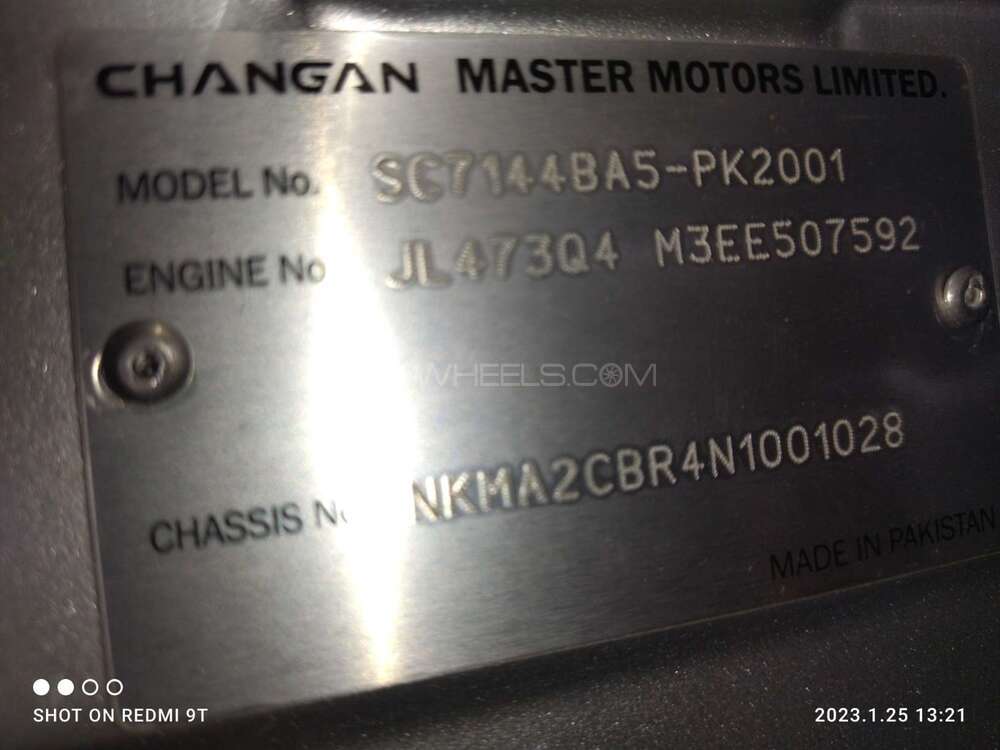 CHANGAN MASTER MOTORS LIMITED.
MODEL No. SC7144BA5-PK2001
ENGINE No JL473Q4 M3EE507592
WHEELS.COM
CHASSIS No NKMA2CBR4N1001028
MADE IN PAKISTAN
SHOT ON REDMI 9T
2023.1.25 13:21